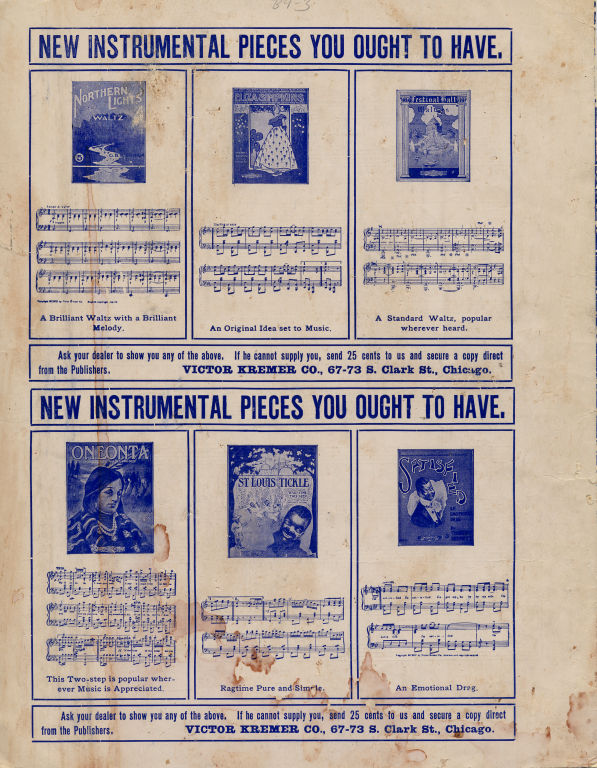 NEW INSTRUMENTAL PIECES YOU OUGHT TO HAVE.
NORTHERN
LIGHTS
WALTZ
A Brilliant Waltz with a Brilliant
Melody.
ELIZA SIMPKINS
An Original Idea set to Music.
Festival Hall
Waltzes
A Standard Waltz, popular
wherever heard.
Ask your dealer to show you any of the above. If he cannot supply you, send 25 cents to us and secure a copy direct
from the Publishers. VICTOR KREMER CO., 67-73 S. Clark St., Chicago.
NEW INSTRUMENTAL PIECES YOU OUGHT TO HAVE.
ONEONTA
This Two-step is popular wher-
ever Music is Appreciated.
ST LOUIS TICKLE
Ragtime Pure and Simple.
SATISFIED
An Emotional Drag.
Ask your dealer to show you any of the above. If he cannot supply you, send 25 cents to us and secure a copy direct
from the Publishers. VICTOR KREMER CO., 67-73 S. Clark St., Chicago.